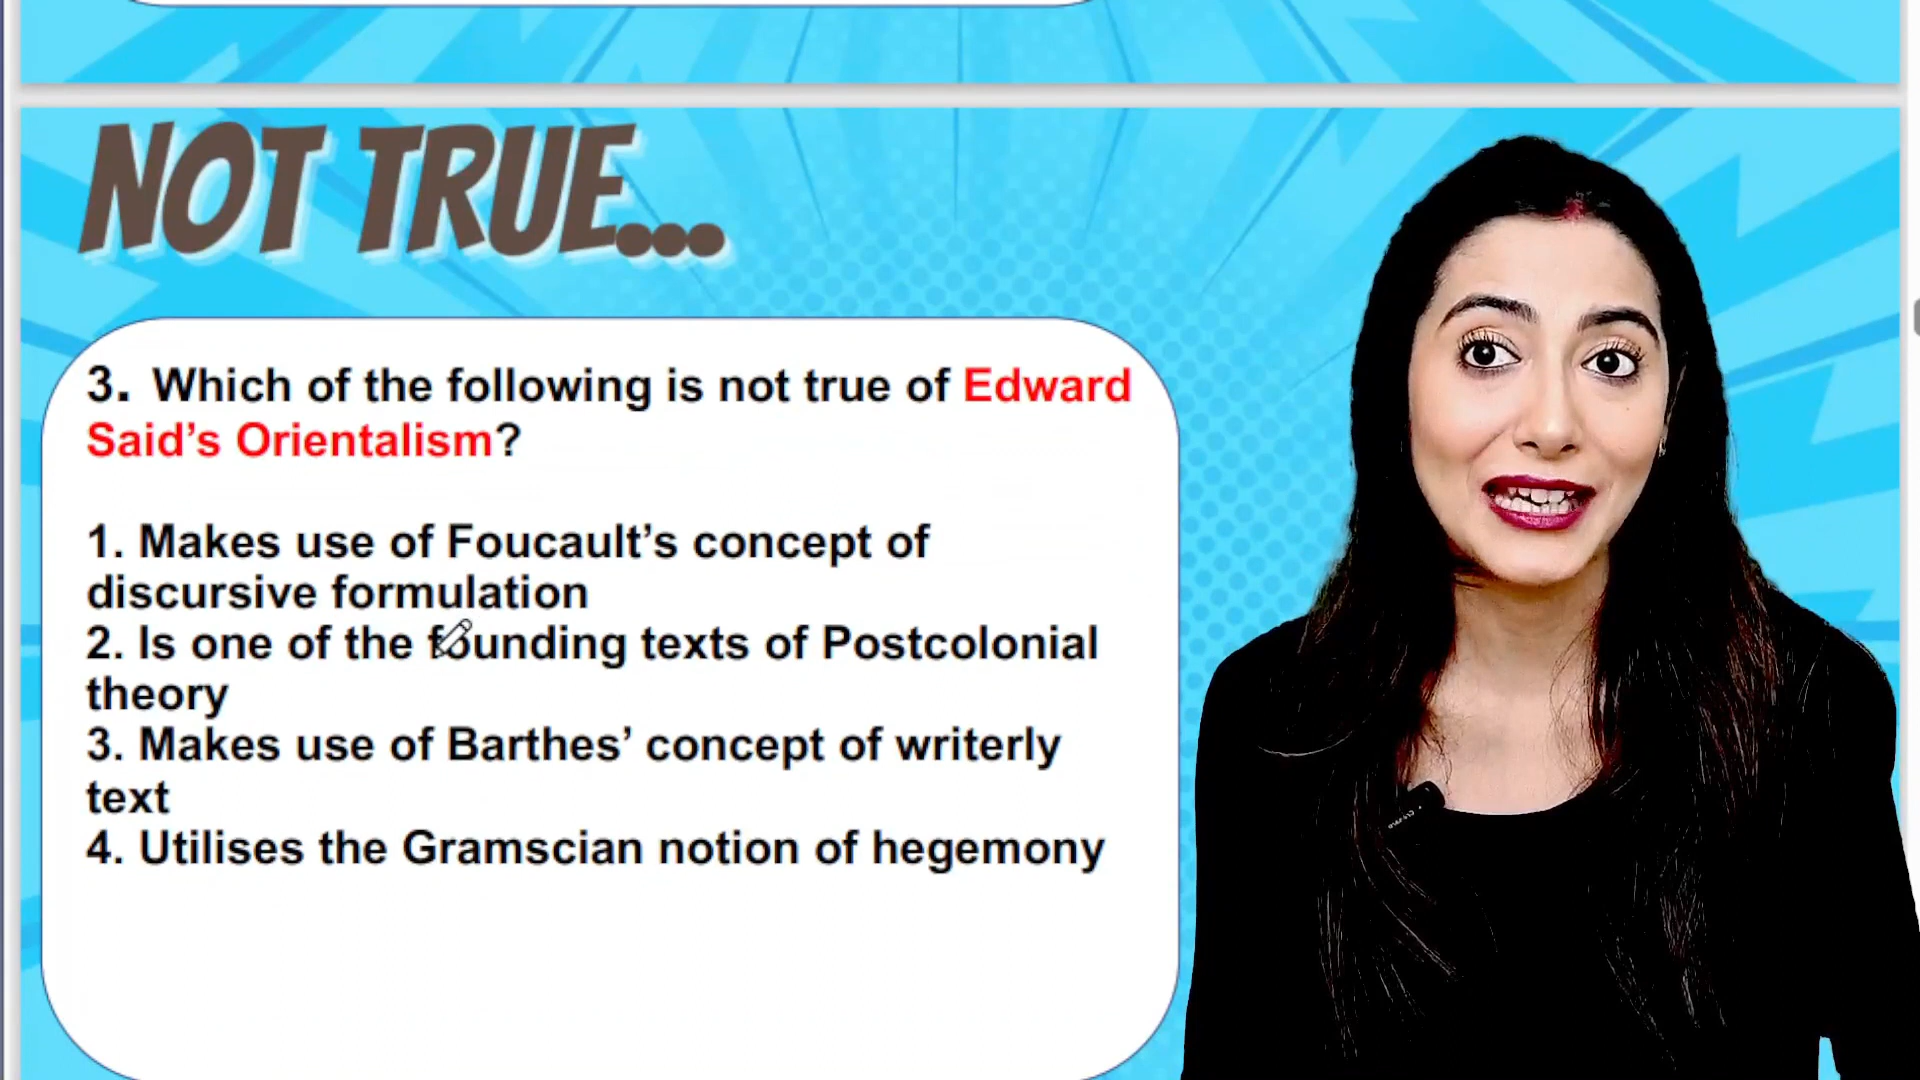 NOT TRUE...
3. Which of the following is not true of Edward
Said’s Orientalism?
1. Makes use of Foucault’s concept of
discursive formulation
2. Is one of the founding texts of Postcolonial
theory
3. Makes use of Barthes’ concept of writerly
text
4. Utilises the Gramscian notion of hegemony